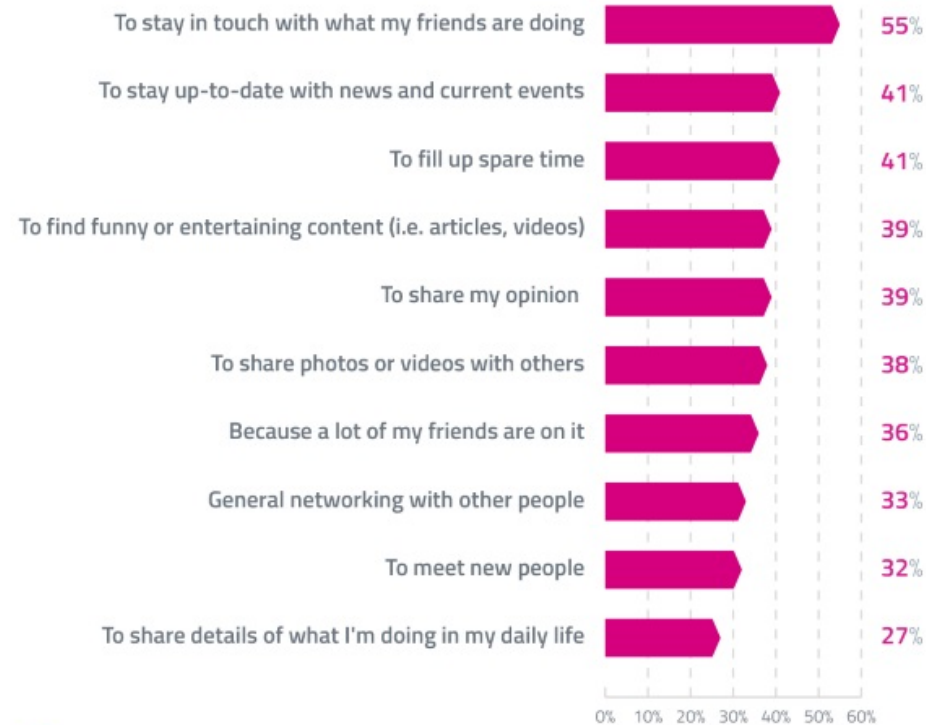 To stay in touch with what my friends are doing 55%
To stay up-to-date with news and current events 41%
To fill up spare time 41%
To find funny or entertaining content (i.e. articles, videos) 39%
To share my opinion 39%
To share photos or videos with others 38%
Because a lot of my friends are on it 36%
General networking with other people 33%
To meet new people 32%
To share details of what I'm doing in my daily life 27%
0% 10% 20% 30% 40% 50% 60%